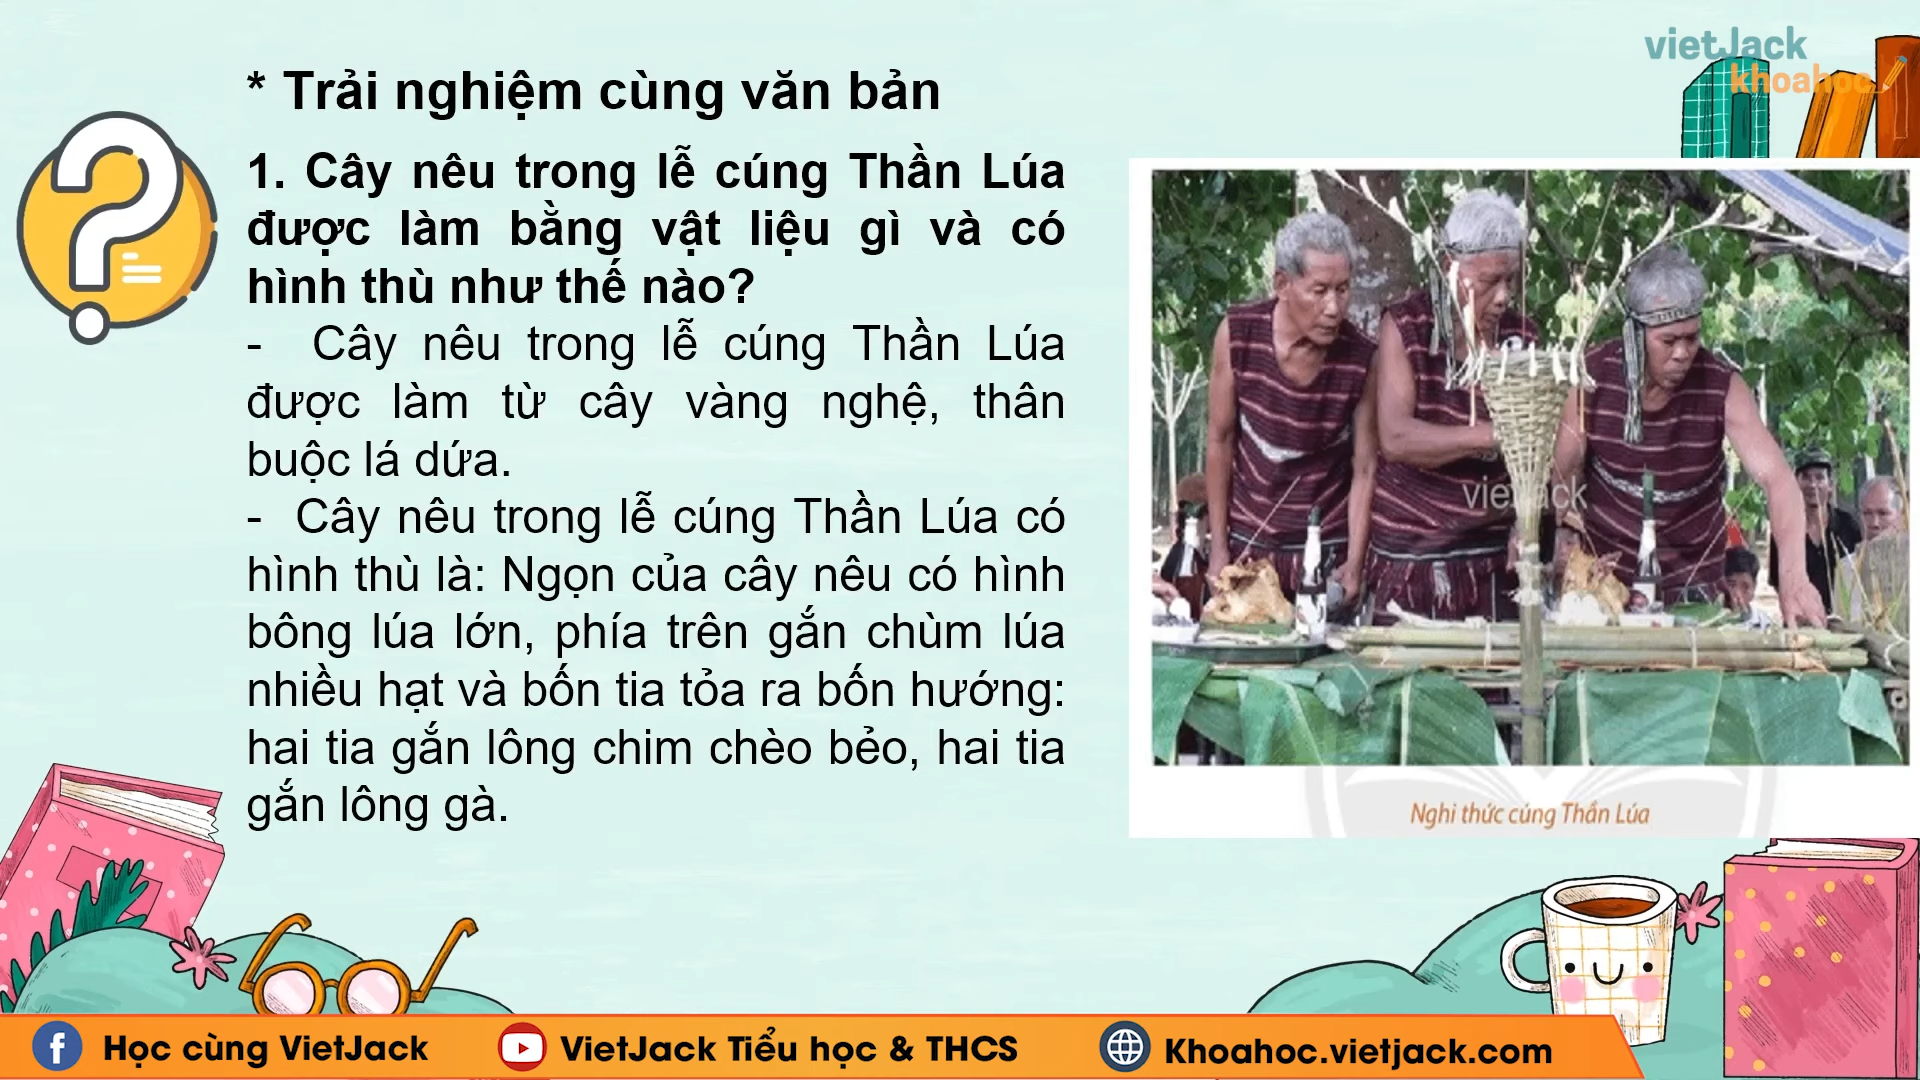 vietJack
khoahoc
* Trải nghiệm cùng văn bản
1. Cây nêu trong lễ cúng Thần Lúa
được làm bằng vật liệu gì và có
hình thù như thế nào?
- Cây nêu trong lễ cúng Thần Lúa
được làm từ cây vàng nghệ, thân
buộc lá dứa.
- Cây nêu trong lễ cúng Thần Lúa có
hình thù là: Ngọn của cây nêu có hình
bông lúa lớn, phía trên gắn chùm lúa
nhiều hạt và bốn tia tỏa ra bốn hướng:
hai tia gắn lông chim chèo bẻo, hai tia
gắn lông gà.
vietjack
Nghi thức cúng Thần Lúa
Học cùng VietJack
VietJack Tiểu học & THCS
Khoahoc.vietjack.com